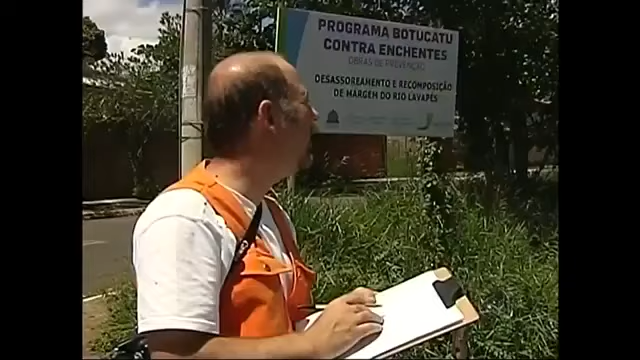 PROGRAMA BOTUCATU
CONTRA ENCHENTES
OBRAS DE PREVENÇÃO
DESASSOREAMENTO E RECOMPOSIÇÃO
DE MARGEM DO RIO LAVAPÉS